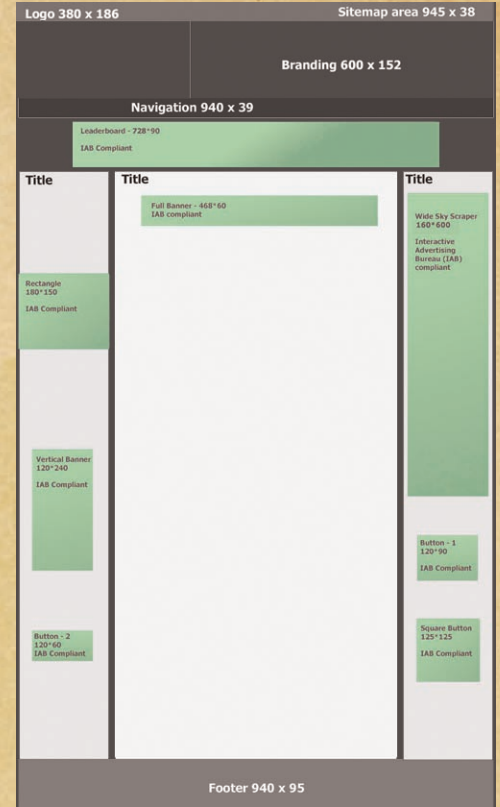 Logo 380 x 186
Sitemap area 945 x 38
Branding 600 x 152
Navigation 940 x 39
Leaderboard - 728*90
IAB Compliant
Title
Rectangle
180*150
IAB Compliant
Vertical Banner
120*240
IAB Compliant
Button - 2
120*60
IAB Compliant
Title
Full Banner - 468*60
IAB compliant
Title
Wide Sky Scraper
160*600
Interactive
Advertising
Bureau (IAB)
compliant
Button - 1
120*90
IAB Compliant
Square Button
125*125
IAB Compliant
Footer 940 x 95